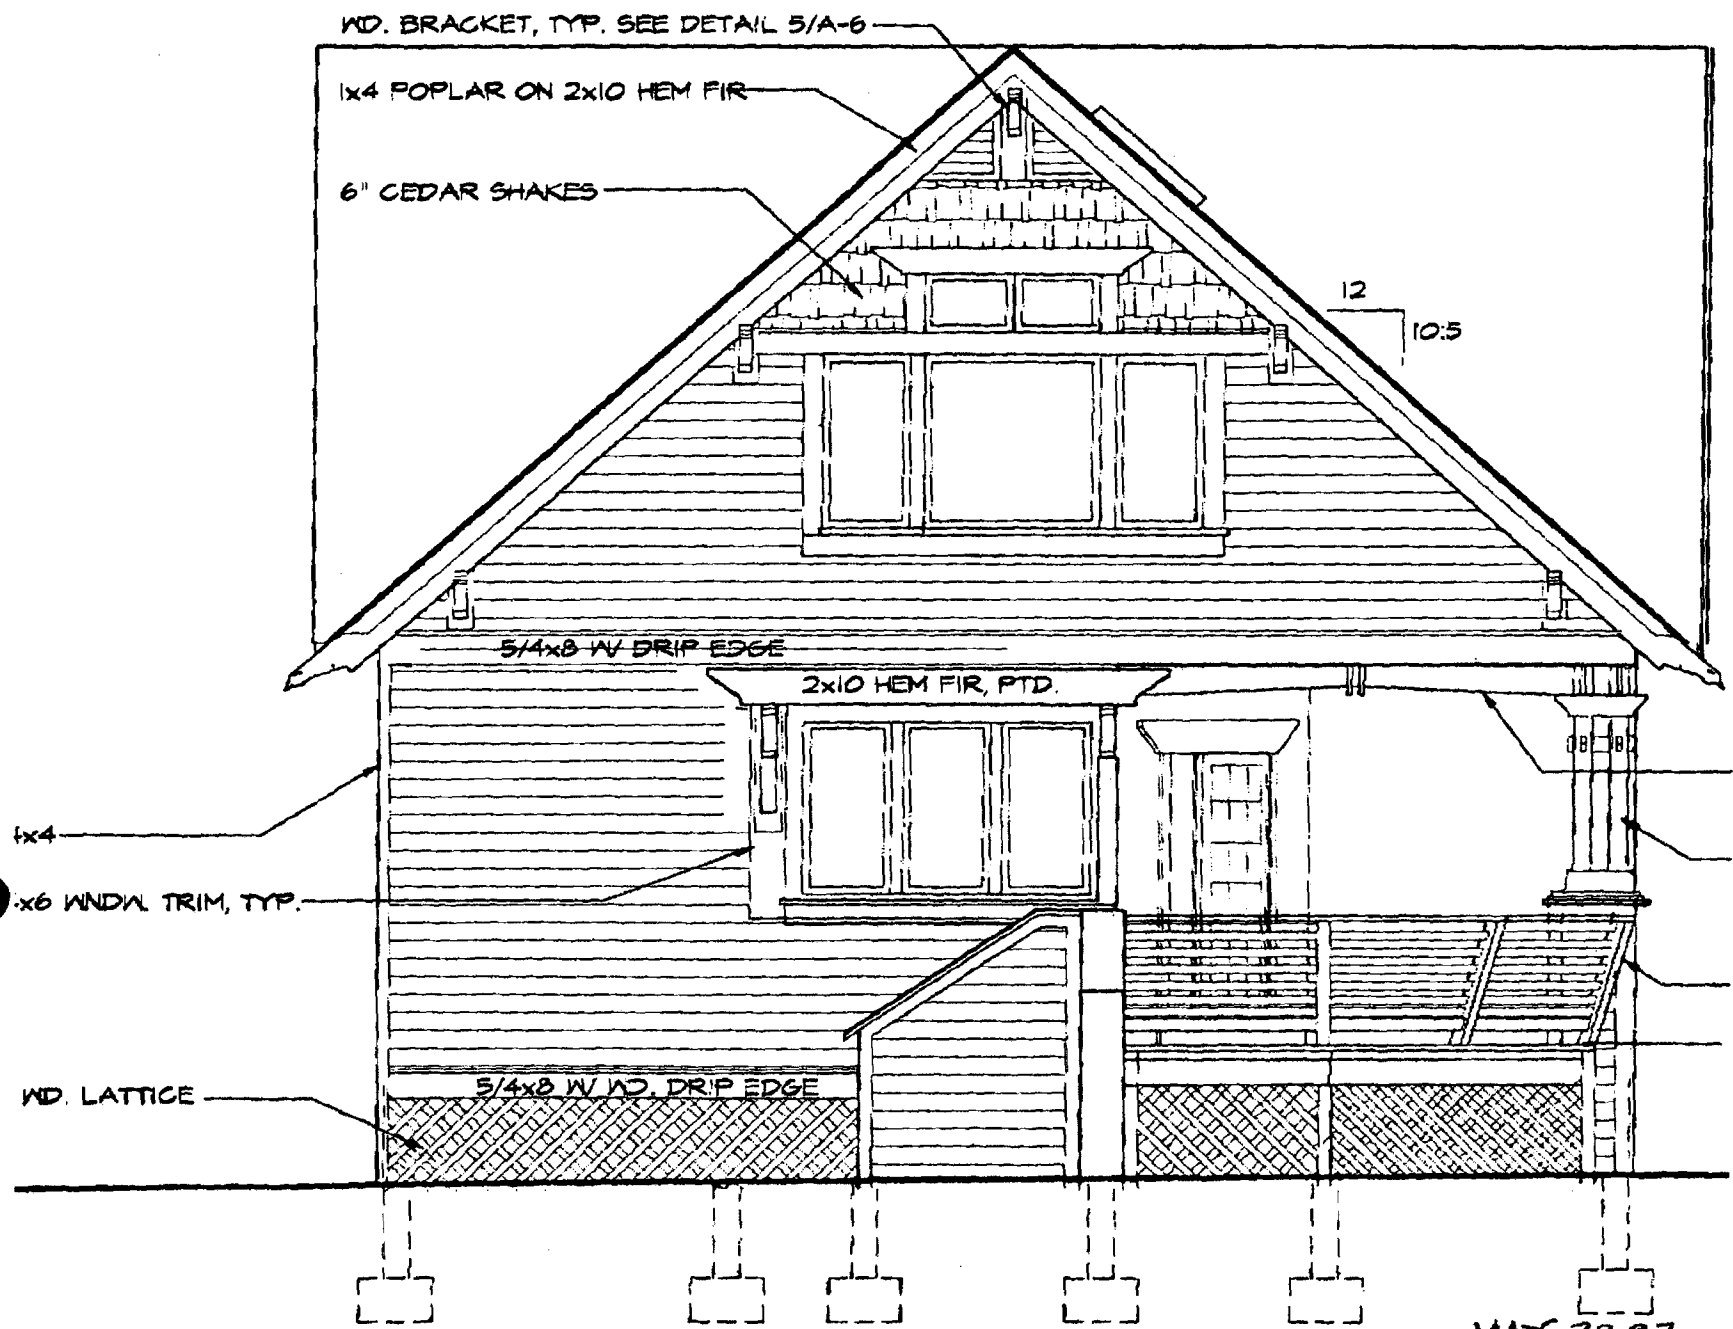 WD. BRACKET, TYP. SEE DETAIL 5/A-6
1x4 POPLAR ON 2x10 HEM FIR
6" CEDAR SHAKES
12
10:5
5/4x8 W/ DRIP EDGE
2x10 HEM FIR, PTD.
1x4
x6 WNDW. TRIM, TYP.
5/4x8 W/ WD. DRIP EDGE
WD. LATTICE